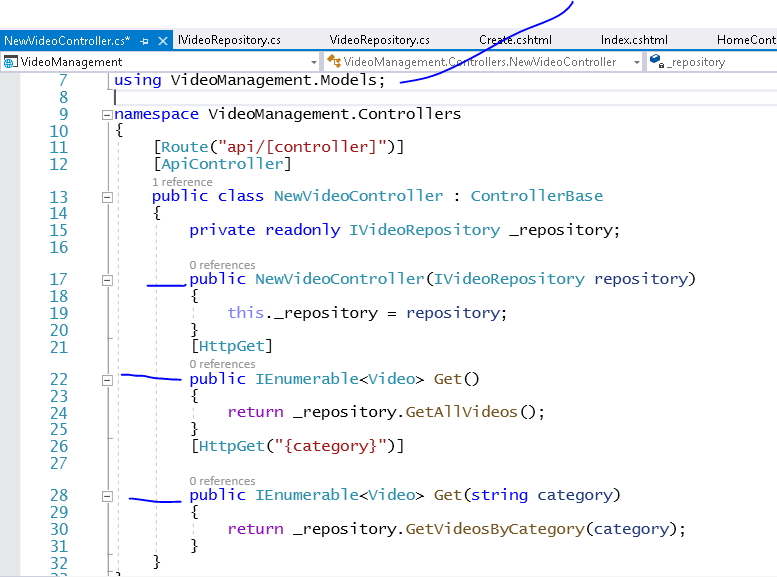 NewVideoController.cs* IVideoRepository.cs VideoRepository.cs Create.cshtml Index.cshtml HomeCont
VideoManagement VideoManagement.Controllers.NewVideoController _repository
7 using VideoManagement.Models;
8
9 namespace VideoManagement.Controllers
10 {
11 [Route("api/[controller]")]
12 [ApiController]
1 reference
13 public class NewVideoController : ControllerBase
14 {
15 private readonly IVideoRepository _repository;
16
0 references
17 public NewVideoController(IVideoRepository repository)
18 {
19 this._repository = repository;
20 }
21 [HttpGet]
0 references
22 public IEnumerable<Video> Get()
23 {
24 return _repository.GetAllVideos();
25 }
26 [HttpGet("{category}")]
27
0 references
28 public IEnumerable<Video> Get(string category)
29 {
30 return _repository.GetVideosByCategory(category);
31 }
32 }